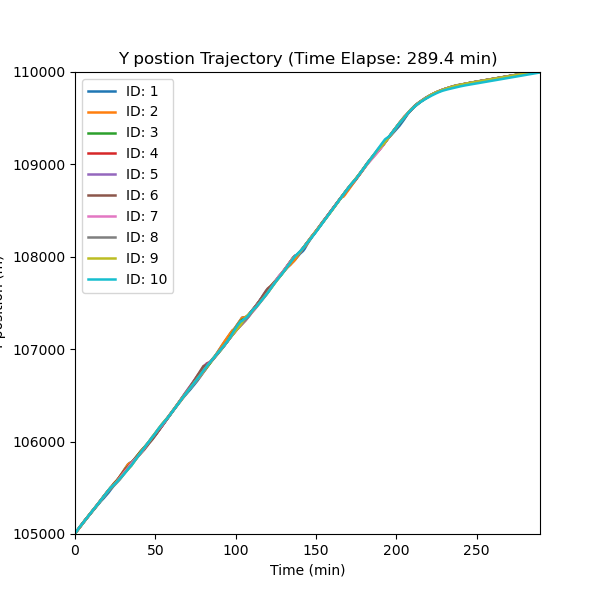 Y postion Trajectory (Time Elapse: 289.4 min)
110000
109000
108000
107000
106000
105000
ID: 1
ID: 2
ID: 3
ID: 4
ID: 5
ID: 6
ID: 7
ID: 8
ID: 9
ID: 10
0 50 100 150 200 250
Time (min)